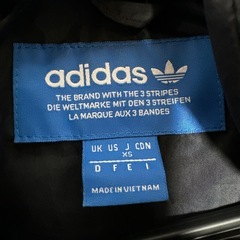 adidas
THE BRAND WITH THE 3 STRIPES
DIE WELTMARKE MIT DEN 3 STREIFEN
LA MARQUE AUX 3 BANDES
UK US J CDN
XS
D F E I
MADE IN VIETNAM